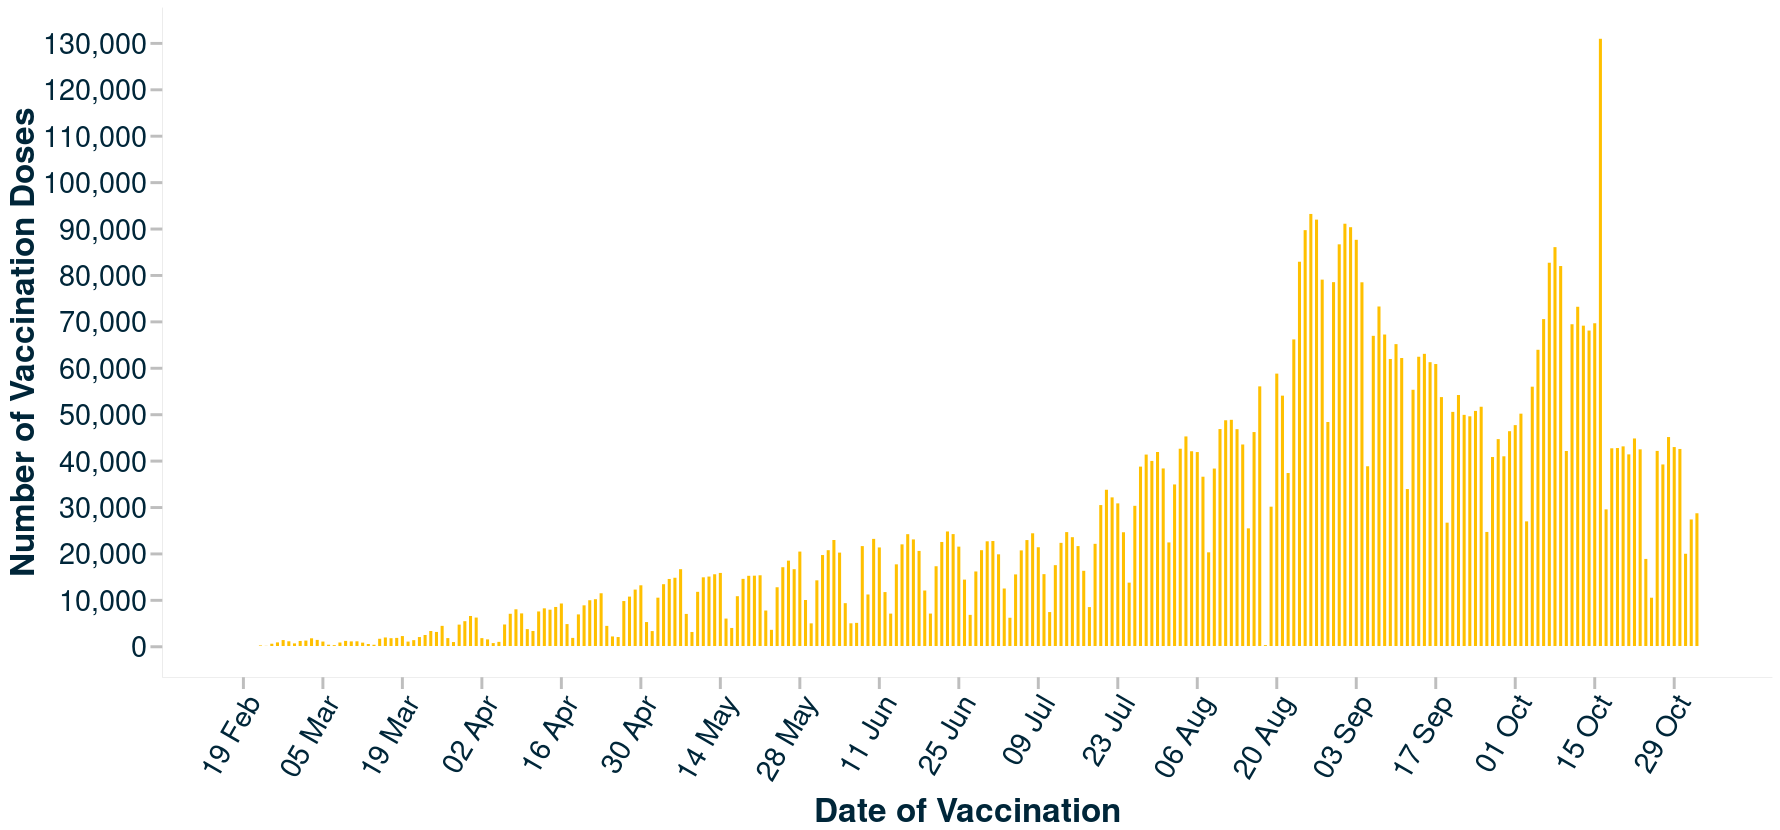 Number of Vaccination Doses
130,000
120,000
110,000
100,000
90,000
80,000
70,000
60,000
50,000
40,000
30,000
20,000
10,000
0
19 Feb
05 Mar
19 Mar
02 Apr
16 Apr
30 Apr
14 May
28 May
11 Jun
25 Jun
09 Jul
23 Jul
06 Aug
20 Aug
03 Sep
17 Sep
01 Oct
15 Oct
29 Oct
Date of Vaccination